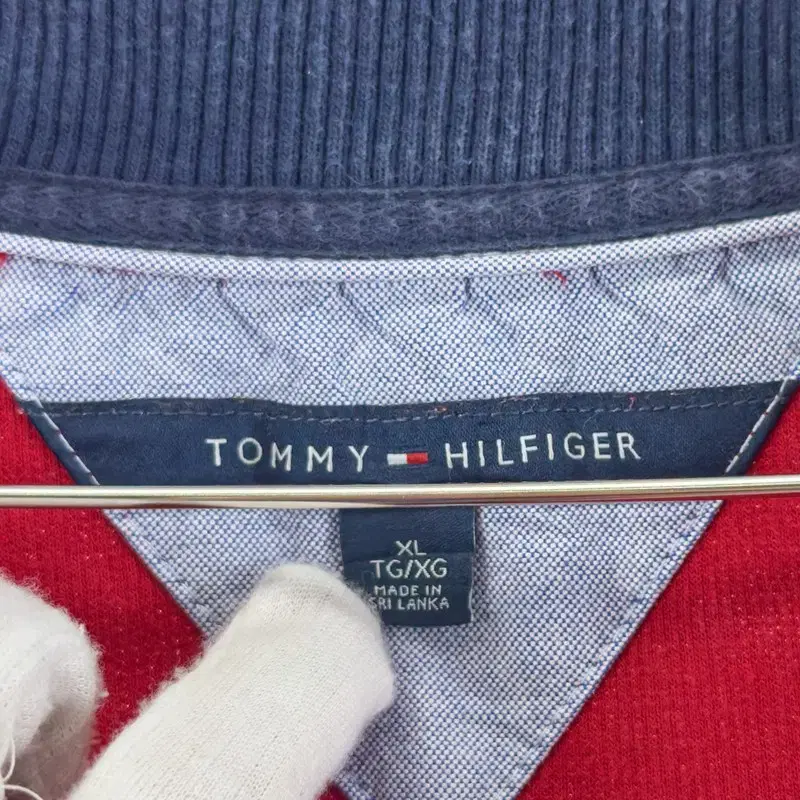 TOMMY HILFIGER
XL
TG/XG
MADE IN
SRI LANKA